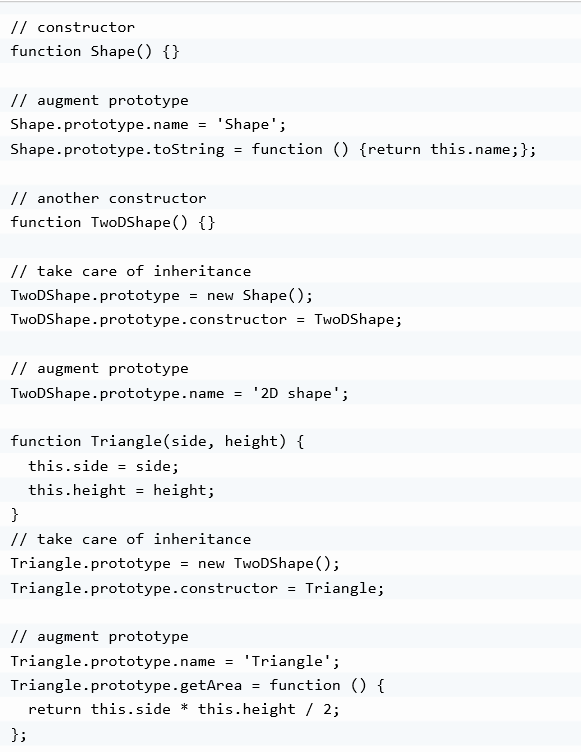 // constructor
function Shape() {}
// augment prototype
Shape.prototype.name = 'Shape';
Shape.prototype.toString = function () {return this.name;};
// another constructor
function TwoDShape() {}
// take care of inheritance
TwoDShape.prototype = new Shape();
TwoDShape.prototype.constructor = TwoDShape;
// augment prototype
TwoDShape.prototype.name = '2D shape';
function Triangle(side, height) {
  this.side = side;
  this.height = height;
}
// take care of inheritance
Triangle.prototype = new TwoDShape();
Triangle.prototype.constructor = Triangle;
// augment prototype
Triangle.prototype.name = 'Triangle';
Triangle.prototype.getArea = function () {
  return this.side * this.height / 2;
};